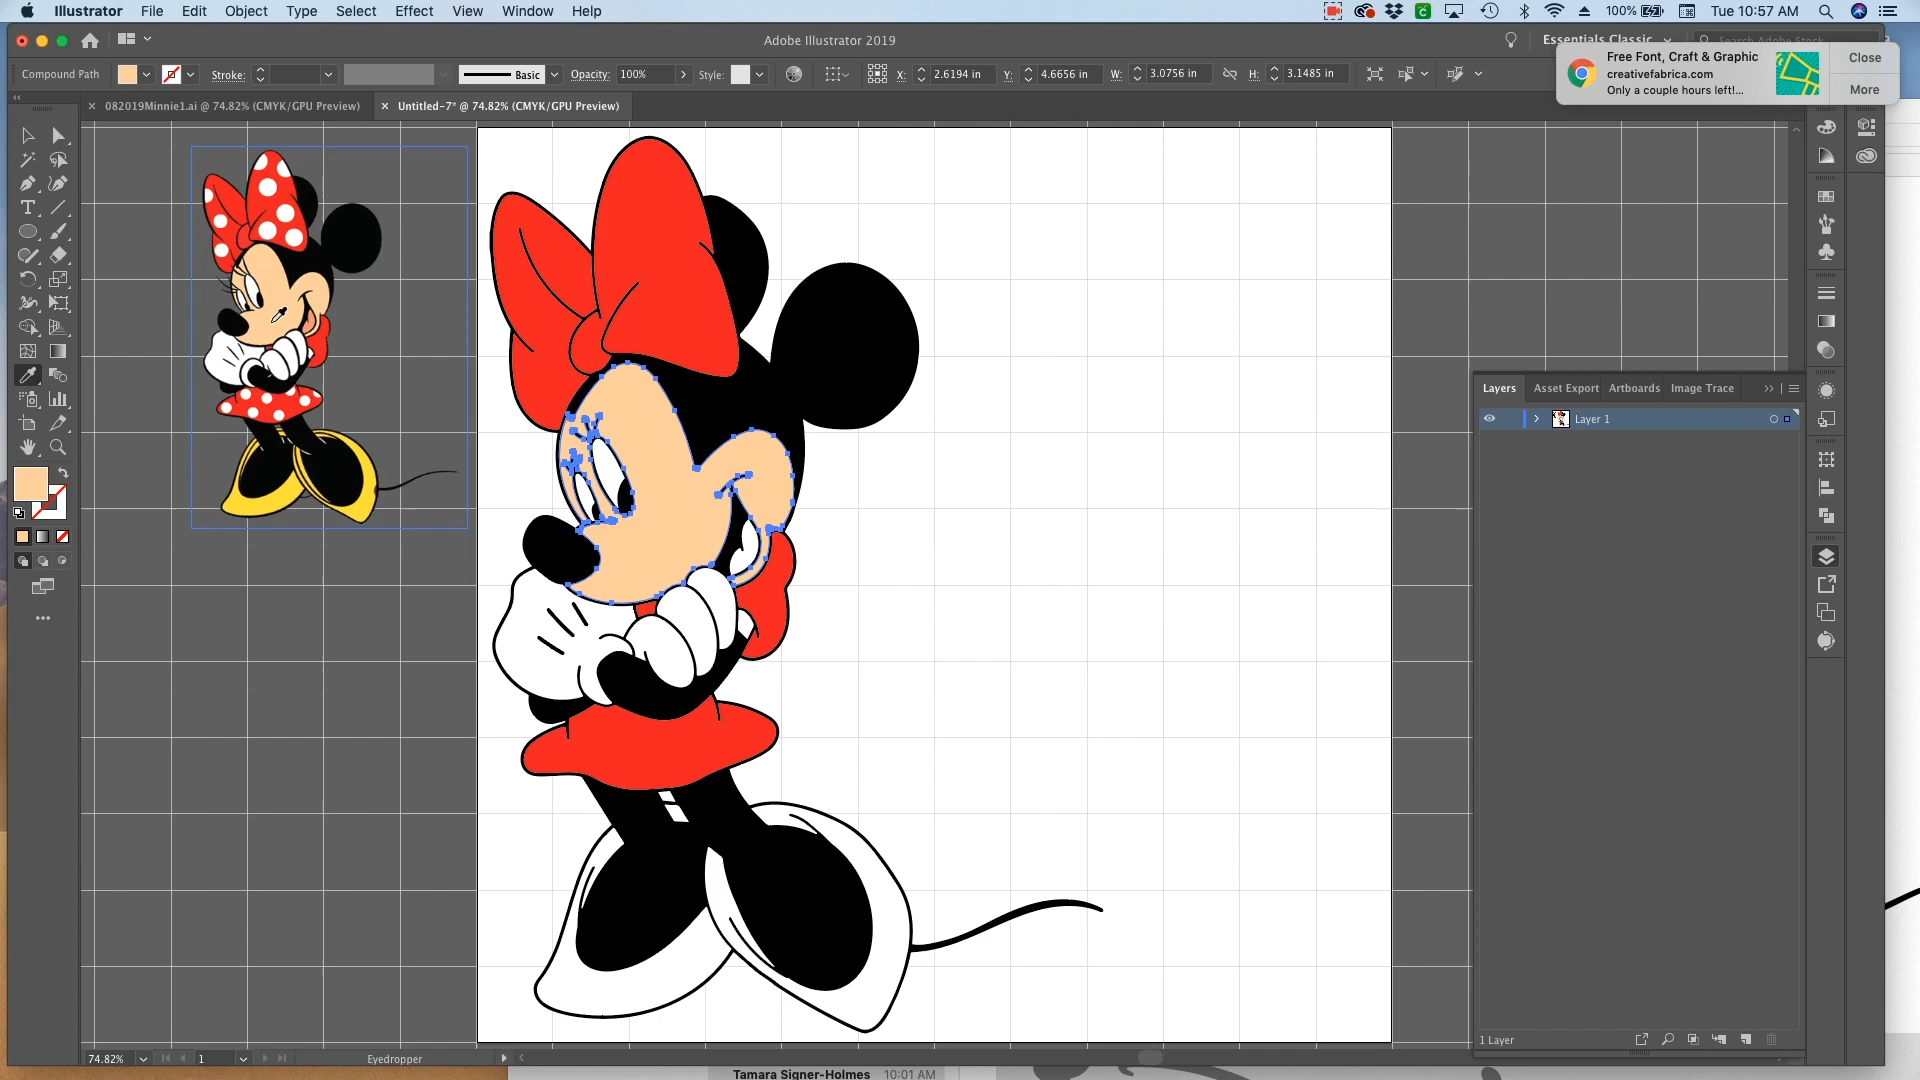 Illustrator File Edit Object Type Select Effect View Window Help
100% Tue 10:57 AM
Adobe Illustrator 2019
Essentials Classic
Search Adobe Stock
Compound Path
Stroke:
Basic
Opacity: 100%
Style:
X: 2.6194 in
Y: 4.6656 in
W: 3.0756 in
H: 3.1485 in
Free Font, Craft & Graphic
creativefabrica.com
Only a couple hours left!...
Close
More
082019Minnie1.ai @ 74.82% (CMYK/GPU Preview)
Untitled-7* @ 74.82% (CMYK/GPU Preview)
Layers Asset Export Artboards Image Trace
Layer 1
1 Layer
74.82% 1 Eyedropper
Tamara Signer-Holmes 10:01 AM